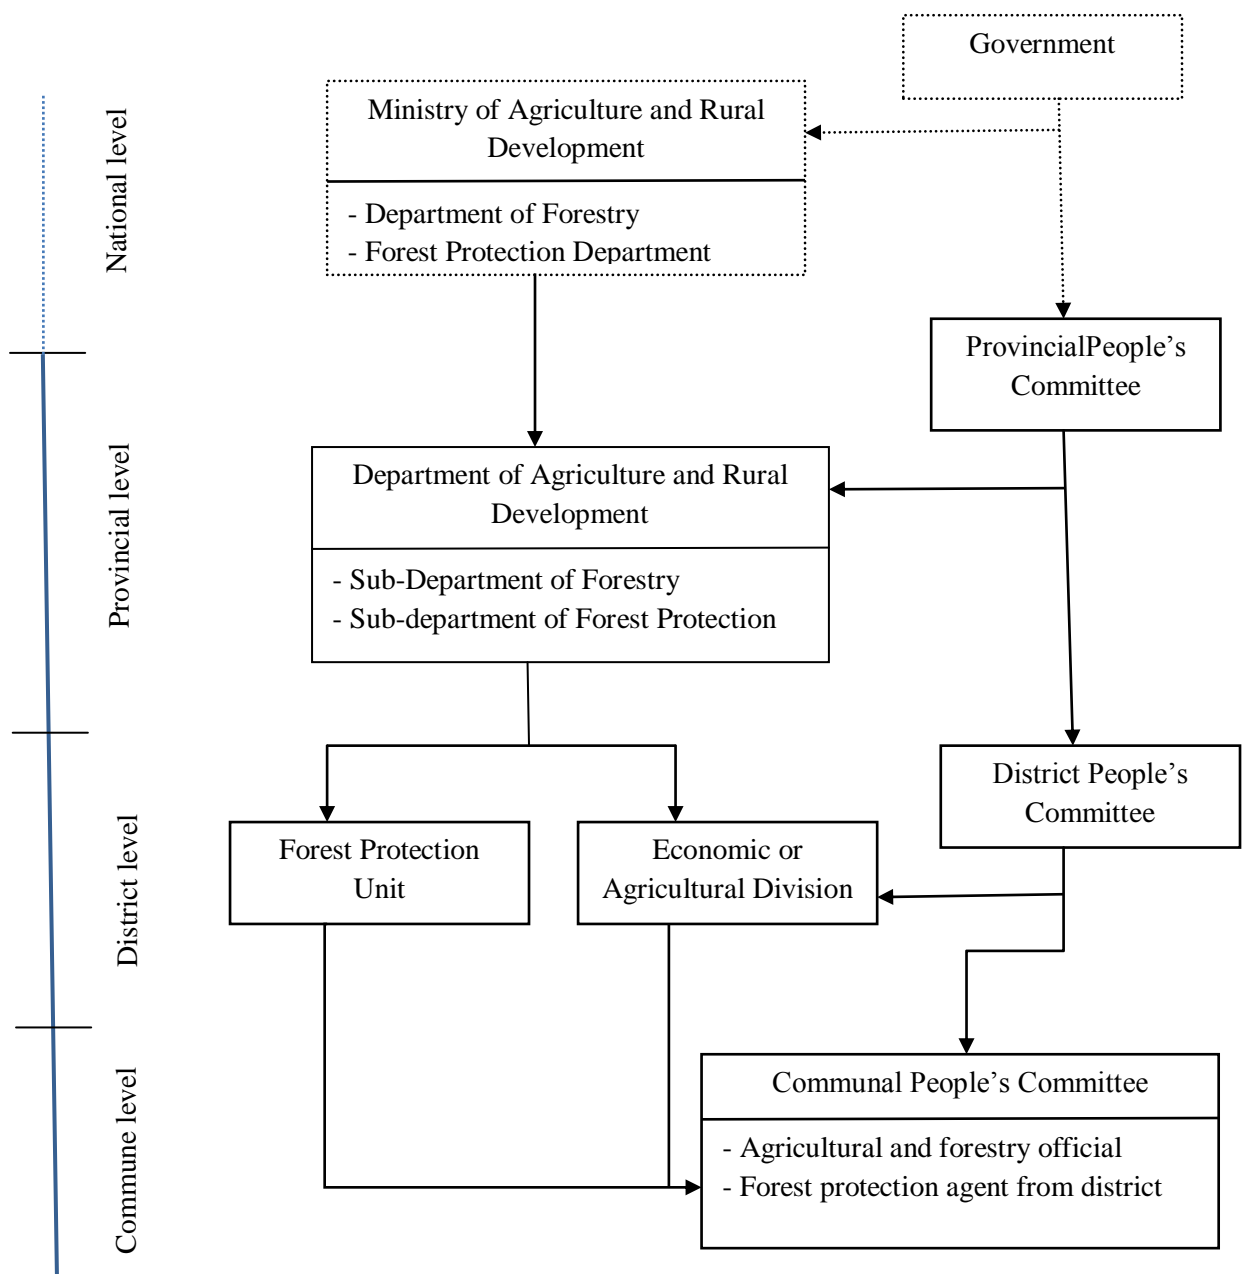 Government
Ministry of Agriculture and Rural
Development
- Department of Forestry
- Forest Protection Department
National level
ProvincialPeople’s
Committee
Department of Agriculture and Rural
Development
- Sub-Department of Forestry
- Sub-department of Forest Protection
Provincial level
District People’s
Committee
Forest Protection
Unit
Economic or
Agricultural Division
District level
Communal People’s Committee
- Agricultural and forestry official
- Forest protection agent from district
Commune level